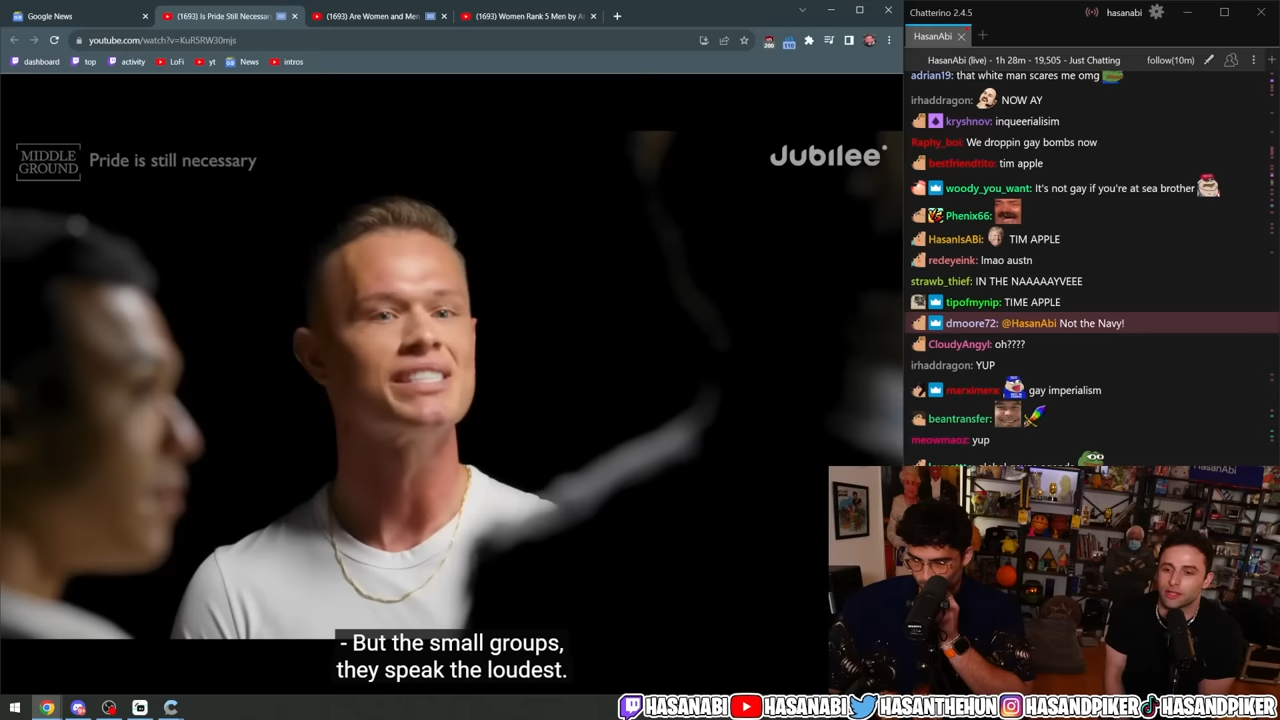 Google News
(1693) Is Pride Still Necessary
(1693) Are Women and Men
(1693) Women Rank 5 Men by A
youtube.com/watch?v=KuR5RW30mjs
dashboard
top
activity
LoFi
yt
News
intros
MIDDLE
GROUND
Pride is still necessary
Jubilee
- But the small groups,
they speak the loudest.
Chatterino 2.4.5
hasanabi
HasanAbi
HasanAbi (live) - 1h 28m - 19,505 - Just Chatting
follow(10m)
adrian19: that white man scares me omg
irhaddragon: NOW AY
kryshnov: inqueerialisim
Raphy_boi: We droppin gay bombs now
bestfriendtito: tim apple
woody_you_want: It's not gay if you're at sea brother
Phenix66:
HasanIsABi: TIM APPLE
redeyeink: lmao austn
strawb_thief: IN THE NAAAAAYVEEE
tipofmynip: TIME APPLE
dmoore72: @HasanAbi Not the Navy!
CloudyAngyl: oh????
irhaddragon: YUP
marximera: gay imperialism
beantransfer:
meowmaoz: yup
HASANABI HASANABI HASANTHEHUN HASANDPIKER HASANDPIKER